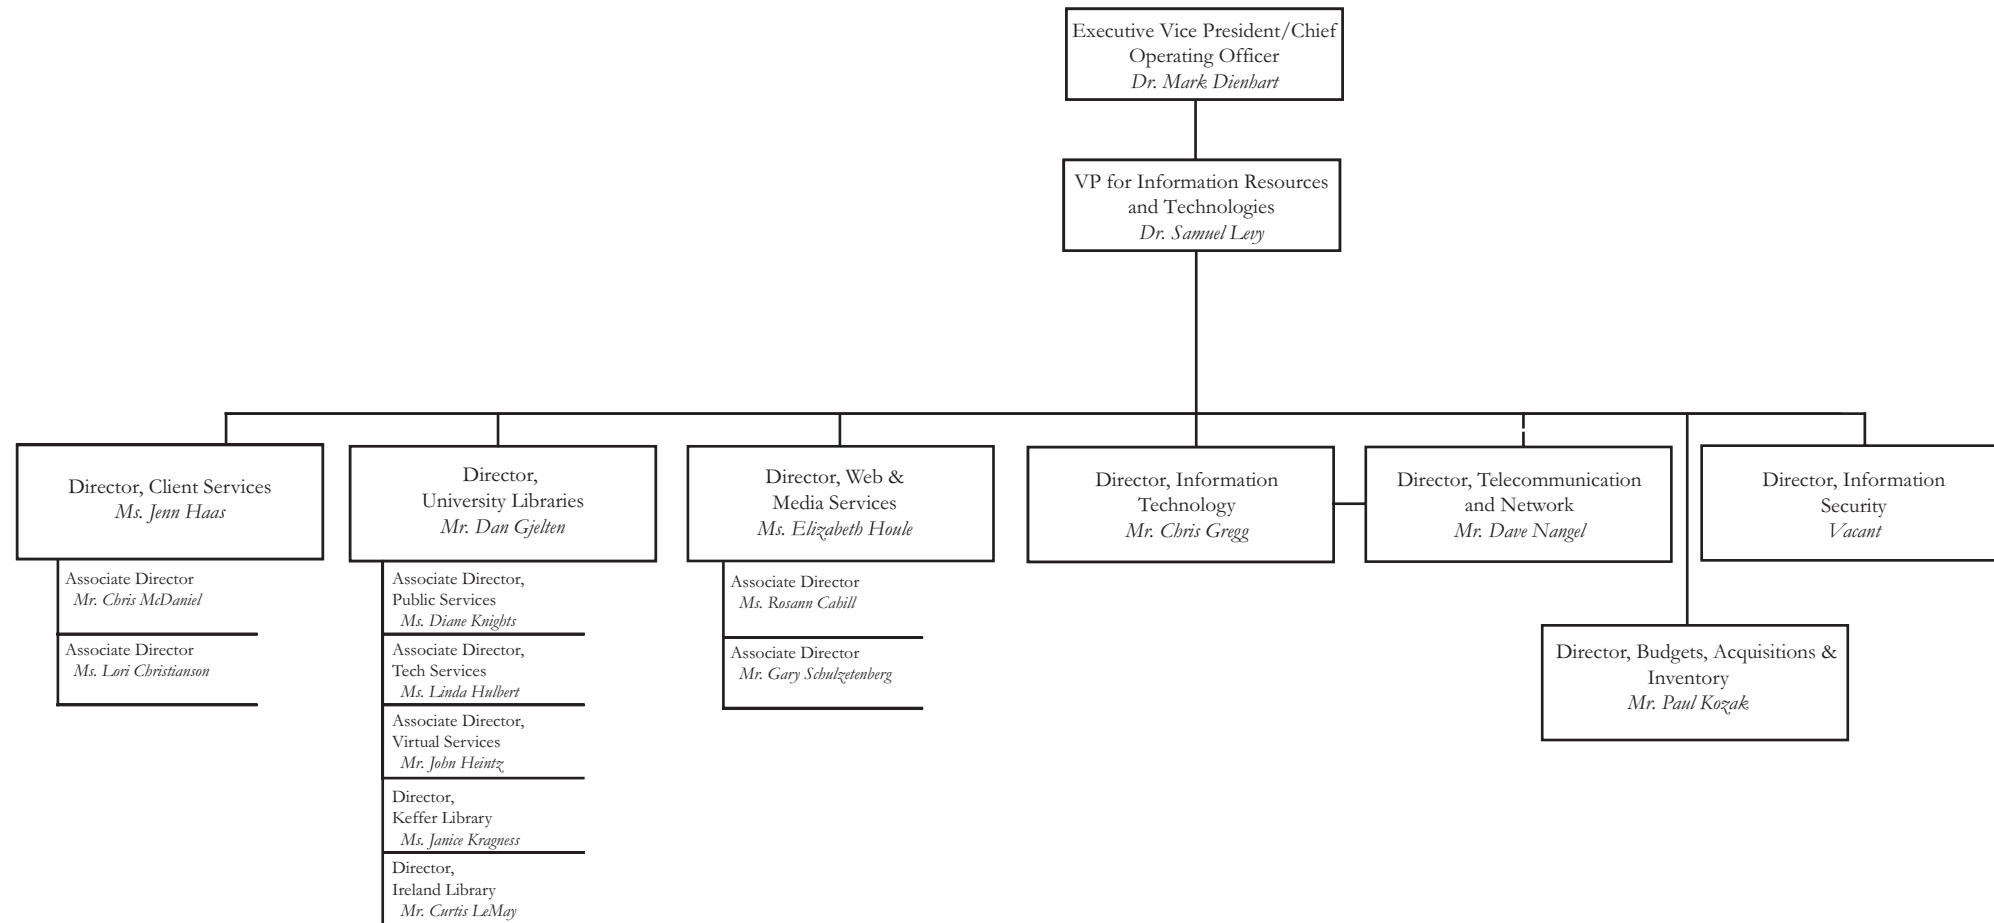 Executive Vice President/Chief
Operating Officer
Dr. Mark Dienhart
VP for Information Resources
and Technologies
Dr. Samuel Levy
Director, Client Services
Ms. Jenn Haas
Associate Director
Mr. Chris McDaniel
Associate Director
Ms. Lori Christianson
Director,
University Libraries
Mr. Dan Gjelten
Associate Director,
Public Services
Ms. Diane Knights
Associate Director,
Tech Services
Ms. Linda Hulbert
Associate Director,
Virtual Services
Mr. John Heintz
Director,
Keffer Library
Ms. Janice Kragness
Director,
Ireland Library
Mr. Curtis LeMay
Director, Web &
Media Services
Ms. Elizabeth Houle
Associate Director
Ms. Rosann Cahill
Associate Director
Mr. Gary Schulzetenberg
Director, Information
Technology
Mr. Chris Gregg
Director, Telecommunication
and Network
Mr. Dave Nangel
Director, Information
Security
Vacant
Director, Budgets, Acquisitions &
Inventory
Mr. Paul Kozak